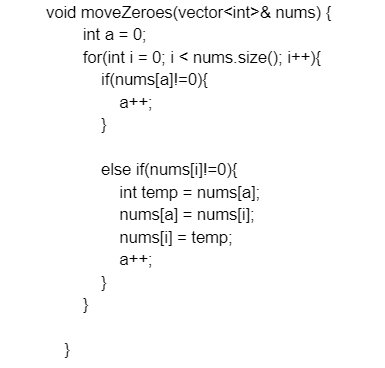 void moveZeroes(vector<int>& nums) {
int a = 0;
for(int i = 0; i < nums.size(); i++){
if(nums[a]!=0){
a++;
}
else if(nums[i]!=0){
int temp = nums[a];
nums[a] = nums[i];
nums[i] = temp;
a++;
}
}
}